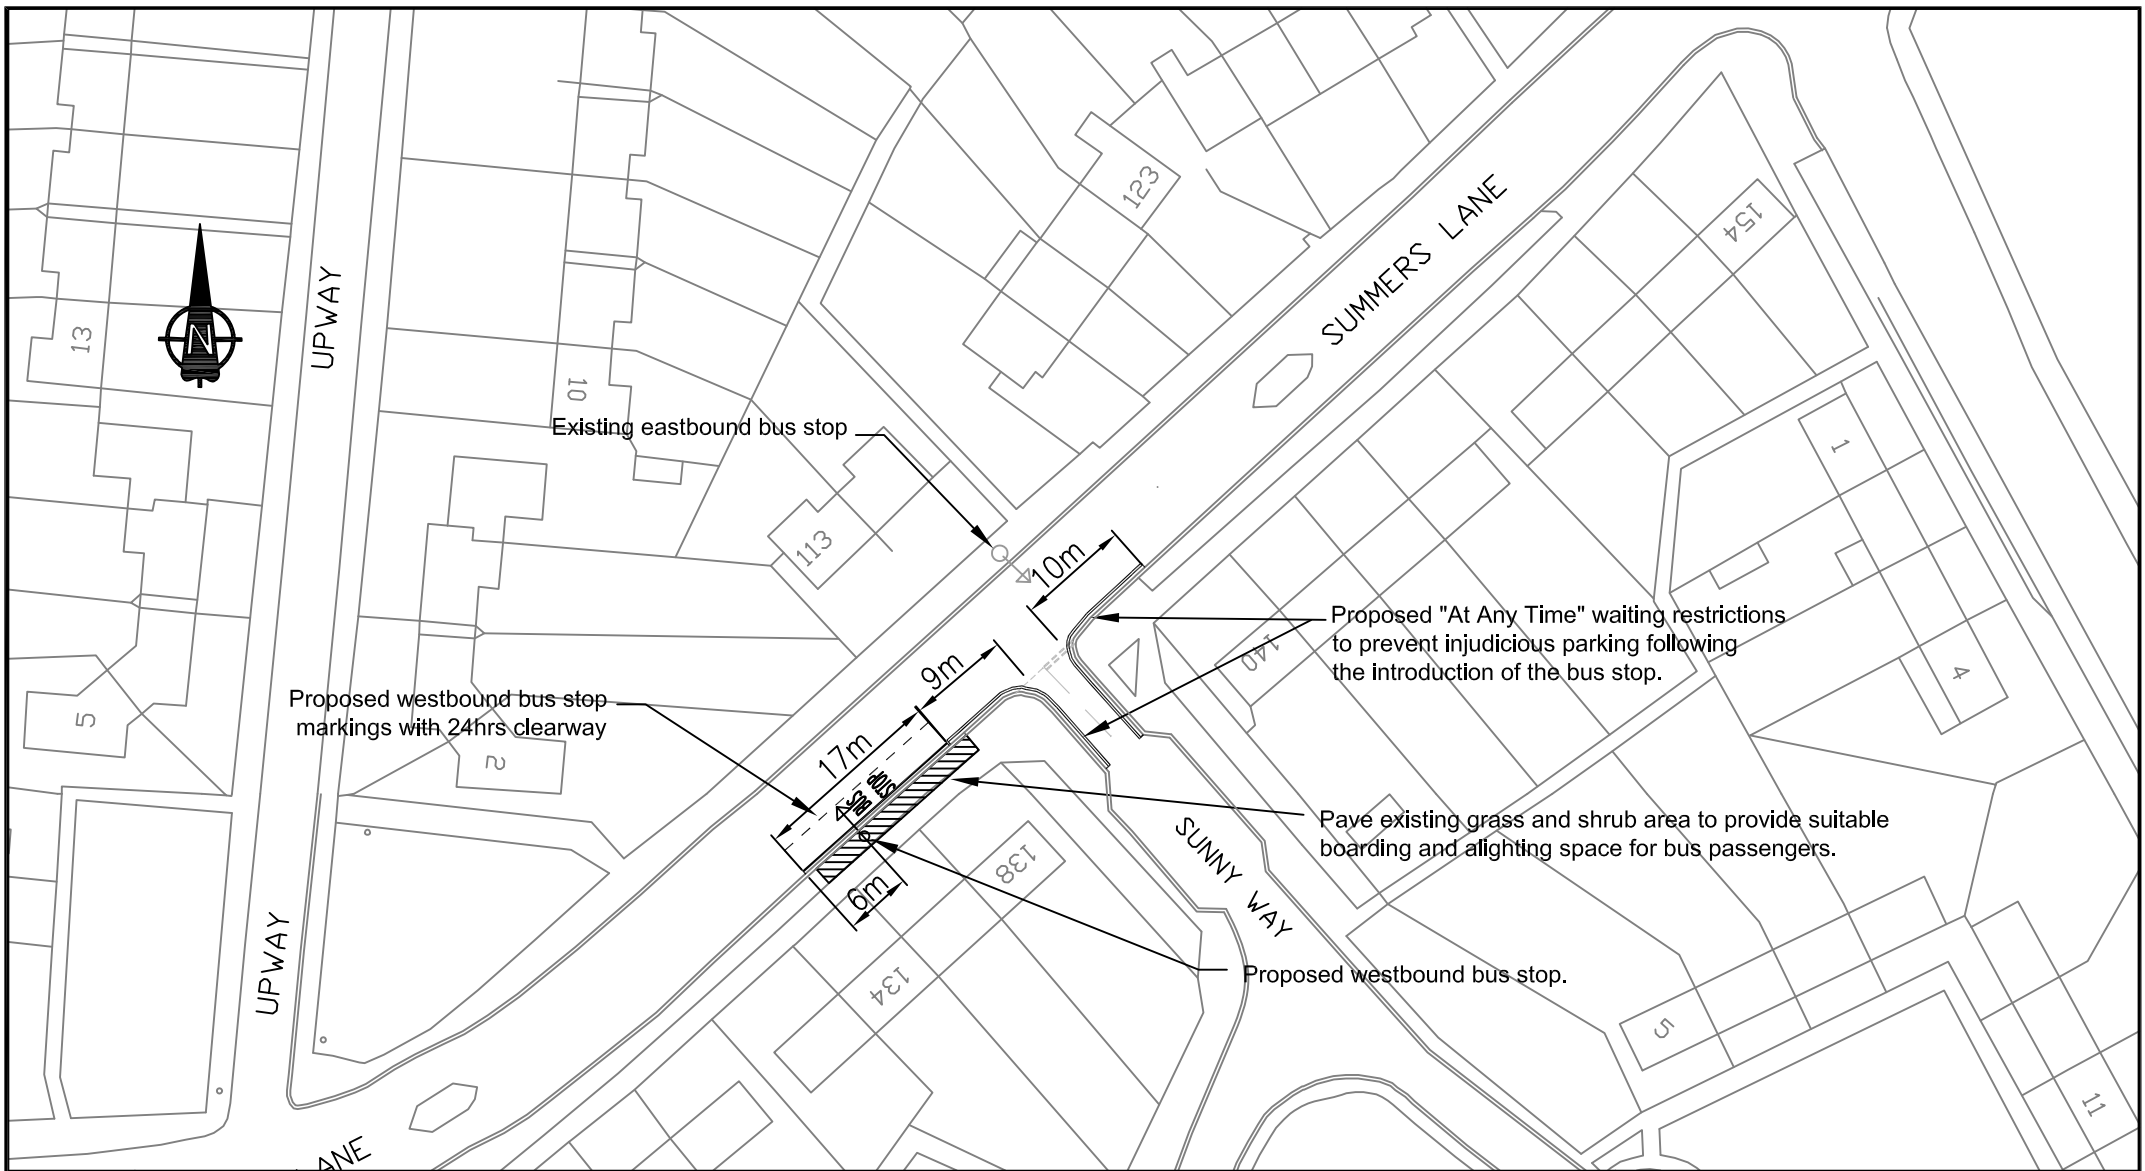 123
SUMMERS LANE
154
UPWAY
13
N
10
Existing eastbound bus stop
1
113
10m
Proposed "At Any Time" waiting restrictions
to prevent injudicious parking following
the introduction of the bus stop.
140
4
9m
Proposed westbound bus stop
markings with 24hrs clearway
5
2
17m
BUS
STOP
Pave existing grass and shrub area to provide suitable
boarding and alighting space for bus passengers.
138
SUNNY WAY
6m
UPWAY
134
Proposed westbound bus stop.
5
11
ANE